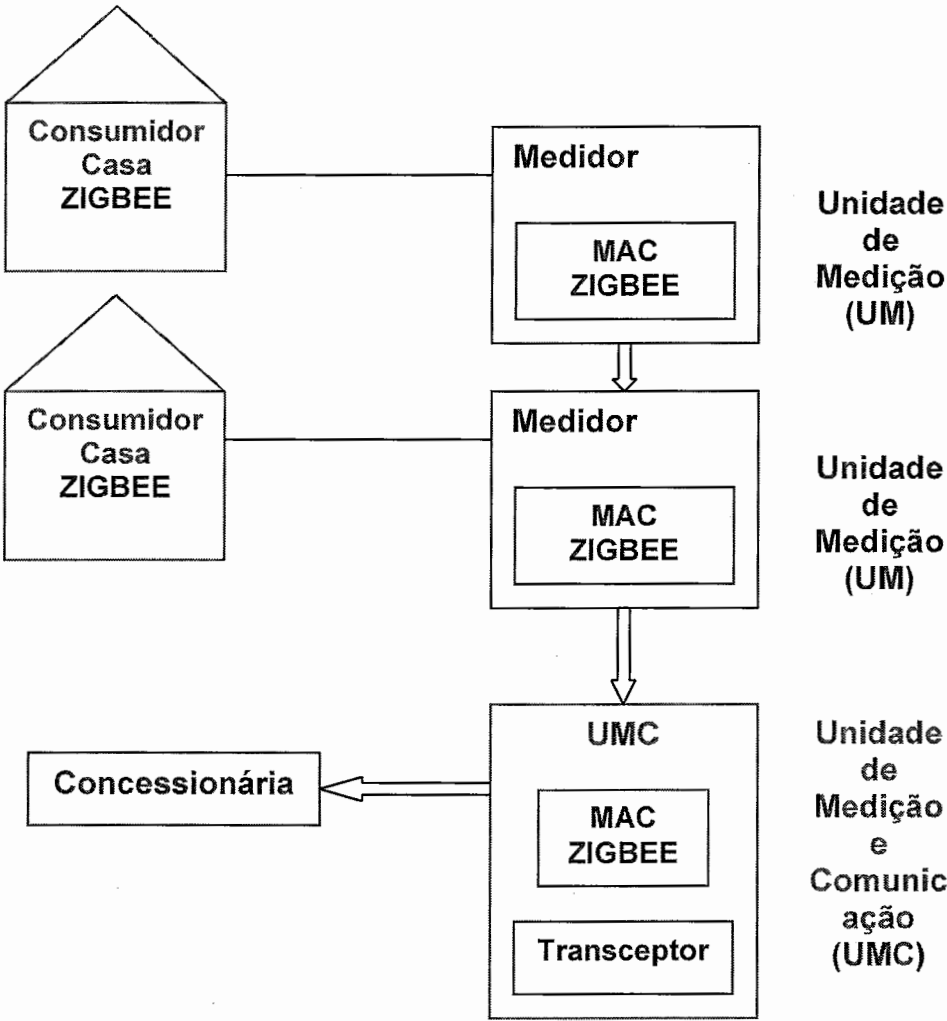 Consumidor
Casa
ZIGBEE
Medidor
MAC
ZIGBEE
Unidade
de
Medição
(UM)
Consumidor
Casa
ZIGBEE
Medidor
MAC
ZIGBEE
Unidade
de
Medição
(UM)
Concessionária
UMC
MAC
ZIGBEE
Transceptor
Unidade
de
Medição
e
Comunic
ação
(UMC)